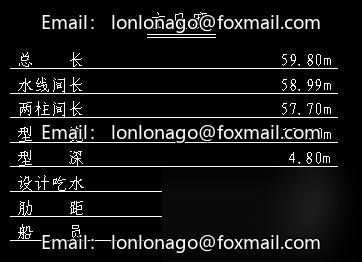 Email： lonlonago@foxmail.com
总 长 59.80m
水线间长 58.99m
两柱间长 57.70m
型
Email： lonlonago@foxmail.com
型 深 4.80m
设计吃水
肋 距
船 员
Email： lonlonago@foxmail.com